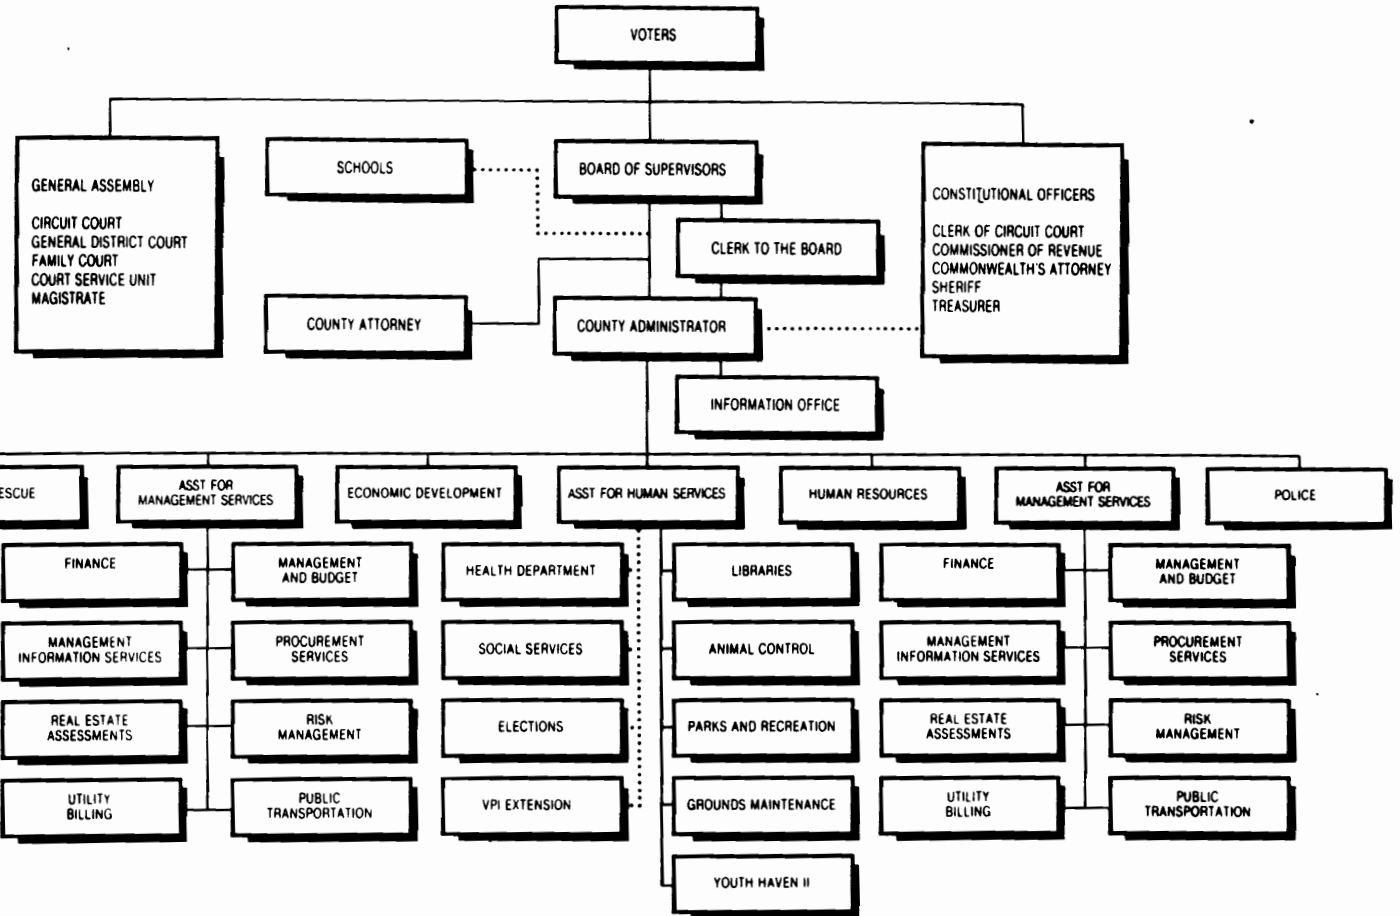 VOTERS
GENERAL ASSEMBLY
CIRCUIT COURT
GENERAL DISTRICT COURT
FAMILY COURT
COURT SERVICE UNIT
MAGISTRATE
SCHOOLS
BOARD OF SUPERVISORS
CLERK TO THE BOARD
COUNTY ATTORNEY
COUNTY ADMINISTRATOR
INFORMATION OFFICE
CONSTITUTIONAL OFFICERS
CLERK OF CIRCUIT COURT
COMMISSIONER OF REVENUE
COMMONWEALTH'S ATTORNEY
SHERIFF
TREASURER
ESCUE
ASST FOR
MANAGEMENT SERVICES
ECONOMIC DEVELOPMENT
ASST FOR HUMAN SERVICES
HUMAN RESOURCES
ASST FOR
MANAGEMENT SERVICES
POLICE
FINANCE
MANAGEMENT
AND BUDGET
HEALTH DEPARTMENT
LIBRARIES
FINANCE
MANAGEMENT
AND BUDGET
MANAGEMENT
INFORMATION SERVICES
PROCUREMENT
SERVICES
SOCIAL SERVICES
ANIMAL CONTROL
MANAGEMENT
INFORMATION SERVICES
PROCUREMENT
SERVICES
REAL ESTATE
ASSESSMENTS
RISK
MANAGEMENT
ELECTIONS
PARKS AND RECREATION
REAL ESTATE
ASSESSMENTS
RISK
MANAGEMENT
UTILITY
BILLING
PUBLIC
TRANSPORTATION
VPI EXTENSION
GROUNDS MAINTENANCE
UTILITY
BILLING
PUBLIC
TRANSPORTATION
YOUTH HAVEN II